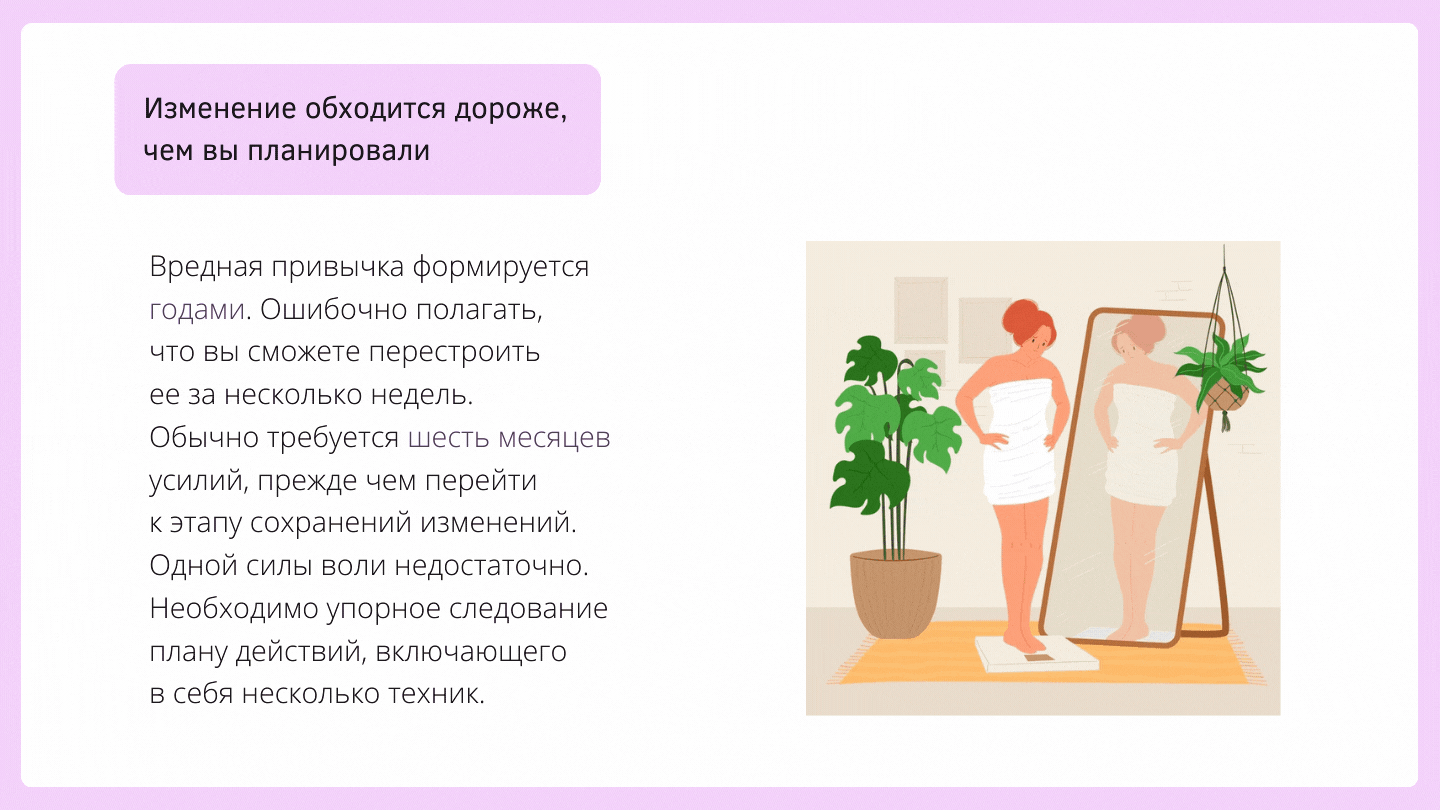 Изменение обходится дороже,
чем вы планировали
Вредная привычка формируется
годами. Ошибочно полагать,
что вы сможете перестроить
ее за несколько недель.
Обычно требуется шесть месяцев
усилий, прежде чем перейти
к этапу сохранений изменений.
Одной силы воли недостаточно.
Необходимо упорное следование
плану действий, включающего
в себя несколько техник.